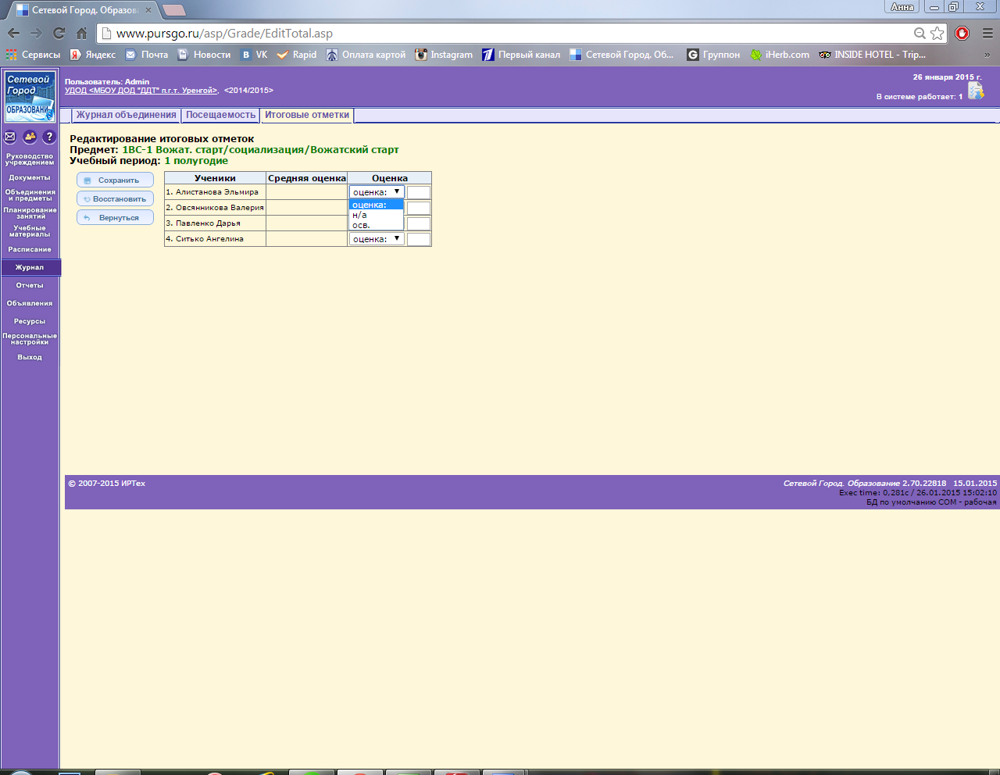 Сетевой Город. Образова
Анна
www.pursgo.ru/asp/Grade/EditTotal.asp
Сервисы Яндекс Почта Новости VK Rapid Оплата картой Instagram Первый канал Сетевой Город. Об... Группон iHerb.com INSIDE HOTEL - Trip... »
Сетевой
Город
ОБРАЗОВАНИ
Пользователь: Admin
УДОД <МБОУ ДОД "ДДТ" п.г.т. Уренгой>, <2014/2015>
26 января 2015 г.
В системе работает: 1
Журнал объединения Посещаемость Итоговые отметки
Руководство
учреждением
Документы
Объединения
и предметы
Планирование
занятий
Учебные
материалы
Расписание
Журнал
Отчеты
Объявления
Ресурсы
Персональные
настройки
Выход
Редактирование итоговых отметок
Предмет: 1ВС-1 Вожат. старт/социализация/Вожатский старт
Учебный период: 1 полугодие
Сохранить
Восстановить
Вернуться
Ученики Средняя оценка Оценка
1. Алистанова Эльмира оценка:
2. Овсянникова Валерия
3. Павленко Дарья
4. Ситько Ангелина оценка:
оценка:
н/а
осв.
© 2007-2015 ИРТех
Сетевой Город. Образование 2.70.22818 15.01.2015
Exec time: 0,281с / 26.01.2015 15:02:10
БД по умолчанию COM - рабочая